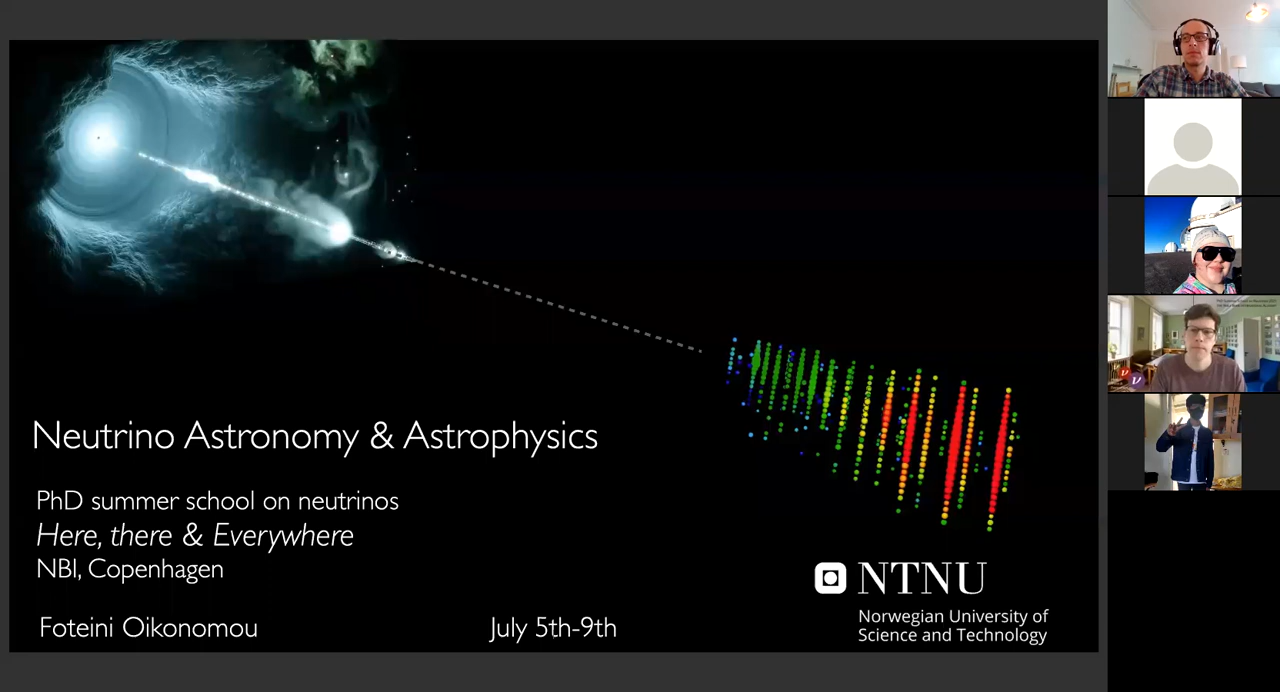 Neutrino Astronomy & Astrophysics
PhD summer school on neutrinos
Here, there & Everywhere
NBI, Copenhagen
Foteini Oikonomou
July 5th-9th
NTNU
Norwegian University of
Science and Technology